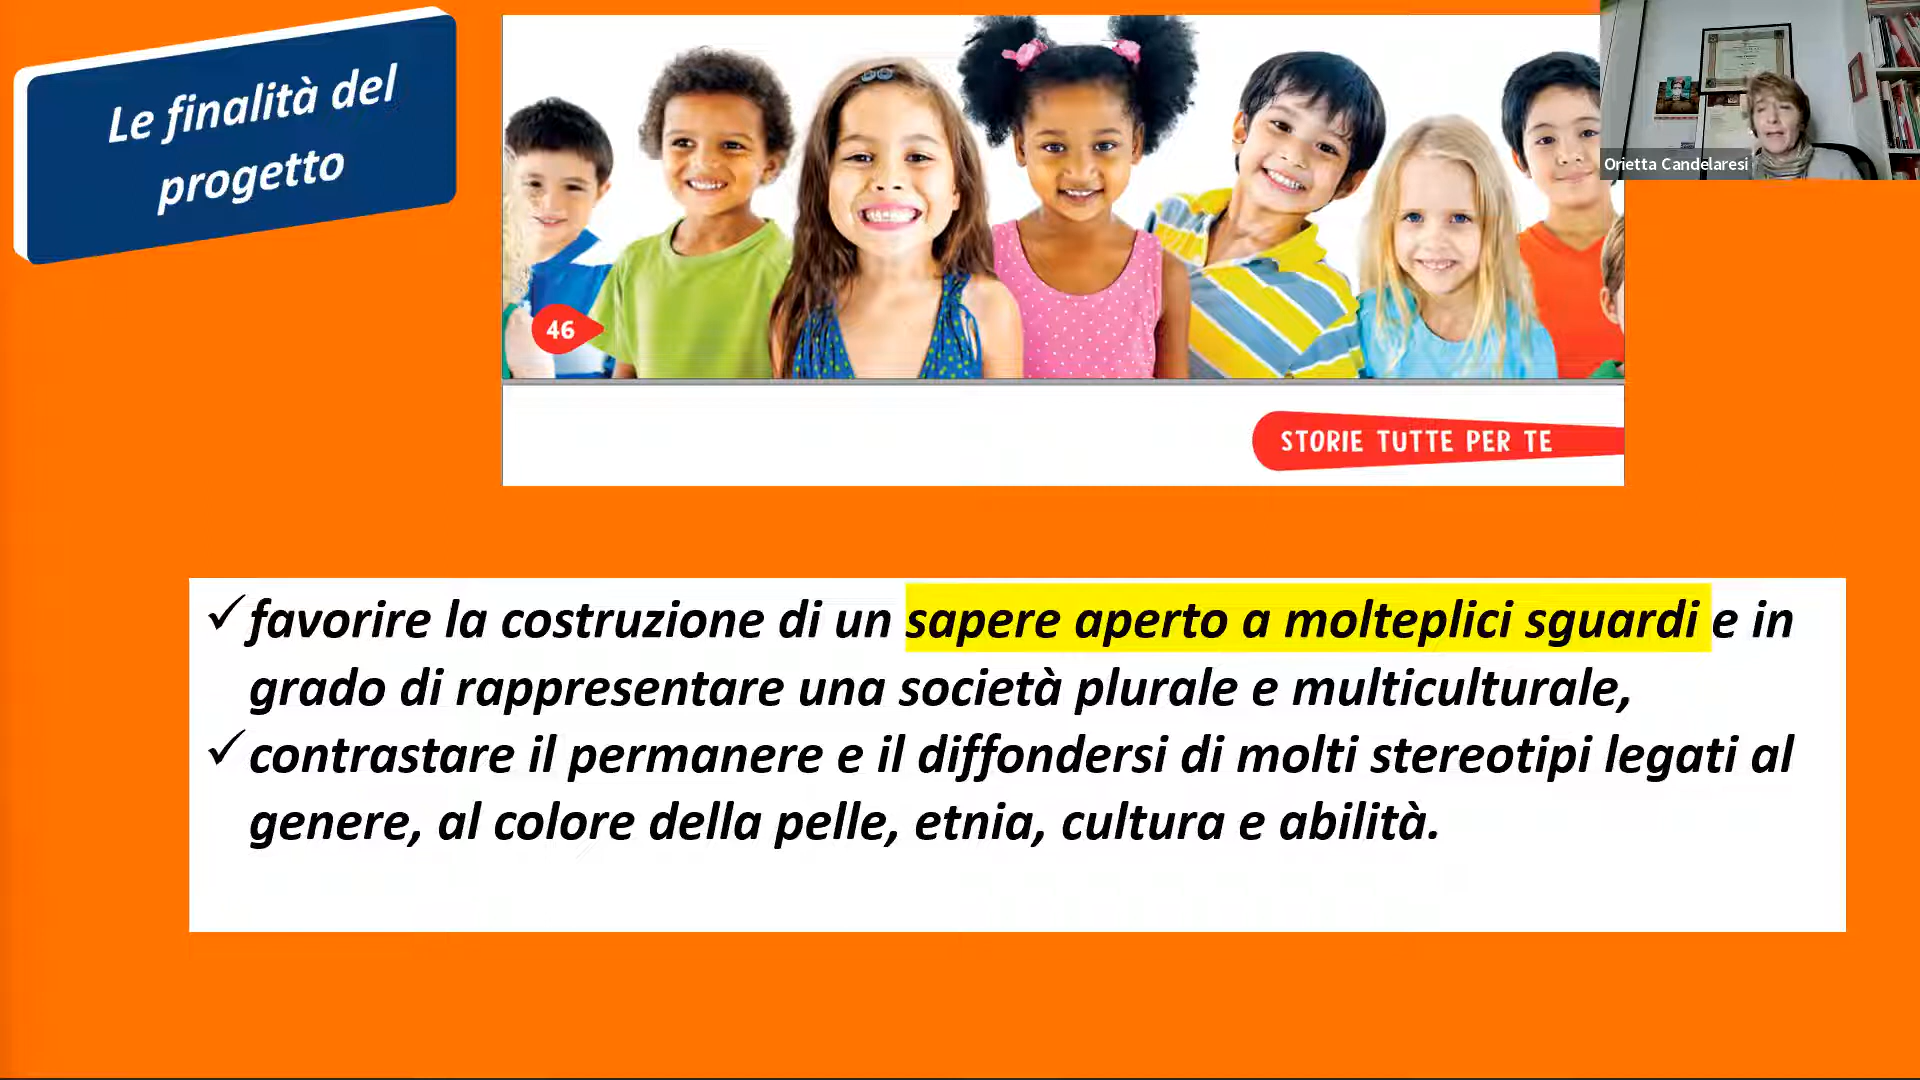 Le finalità del
progetto
46
STORIE TUTTE PER TE
Orietta Candelaresi
✓favorire la costruzione di un sapere aperto a molteplici sguardi e in
grado di rappresentare una società plurale e multiculturale,
✓contrastare il permanere e il diffondersi di molti stereotipi legati al
genere, al colore della pelle, etnia, cultura e abilità.